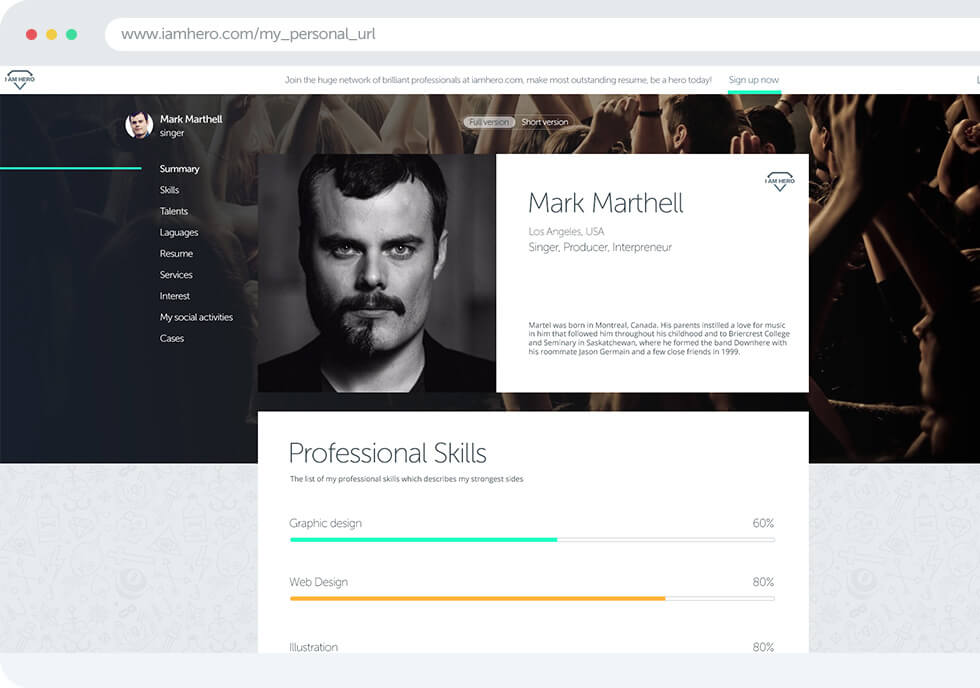 www.iamhero.com/my_personal_url
I AM HERO
Join the huge network of brilliant professionals at iamhero.com, make most outstanding resume, be a hero today!
Sign up now
Mark Marthell
singer
Full version
Short version
Summary
Skills
Talents
Laguages
Resume
Services
Interest
My social activities
Cases
I AM HERO
Mark Marthell
Los Angeles, USA
Singer, Producer, Interpreneur
Martel was born in Montreal, Canada. His parents instilled a love for music
in him that followed him throughout his childhood and to Briercrest College
and Seminary in Saskatchewan, where he formed the band Downhere with
his roommate Jason Germain and a few close friends in 1999.
Professional Skills
The list of my professional skills which describes my strongest sides
Graphic design
60%
Web Design
80%
Illustration
80%